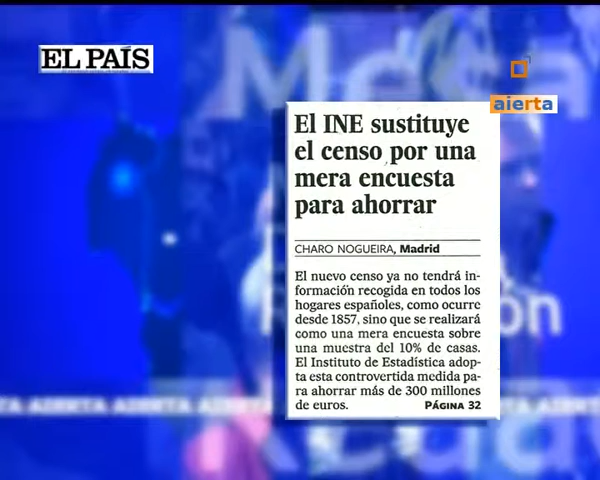 EL PAÍS
aierta
El INE sustituye
el censo por una
mera encuesta
para ahorrar
CHARO NOGUEIRA, Madrid
El nuevo censo ya no tendrá in-
formación recogida en todos los
hogares españoles, como ocurre
desde 1857, sino que se realizará
como una mera encuesta sobre
una muestra del 10% de casas.
El Instituto de Estadística adop-
ta esta controvertida medida pa-
ra ahorrar más de 300 millones
de euros. PÁGINA 32
AIERTA AIERTA AIERTA